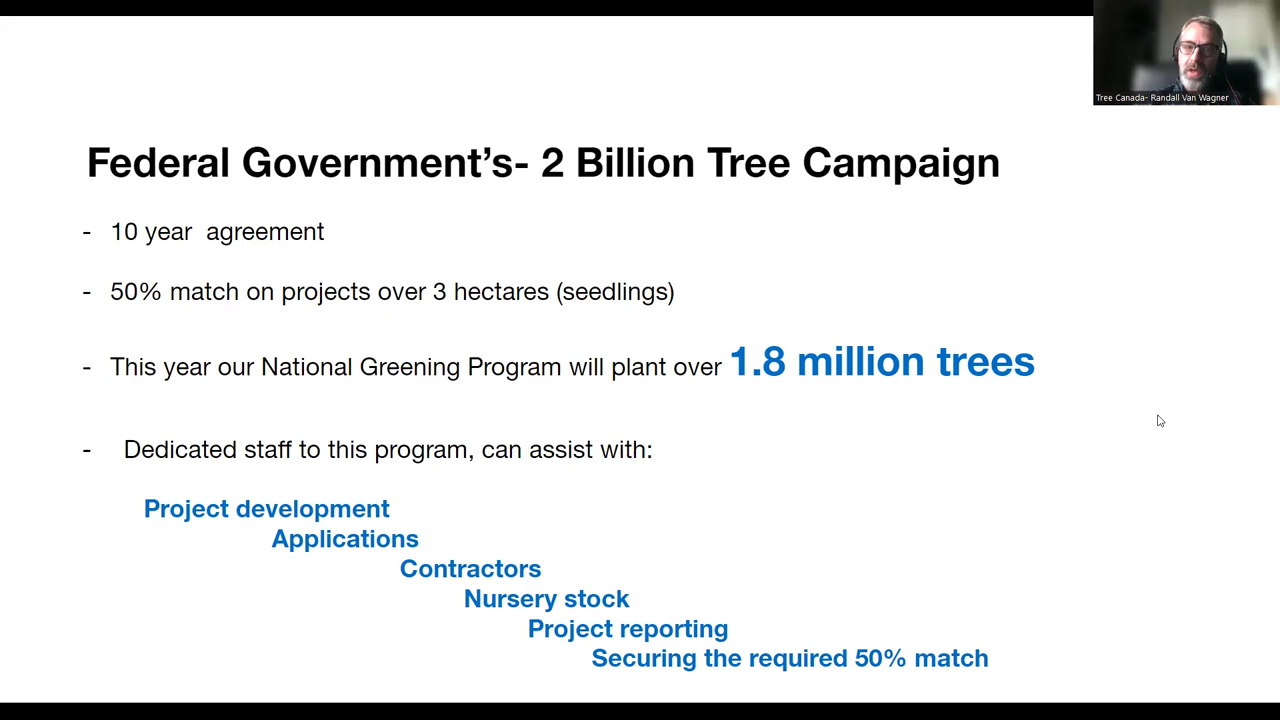 Tree Canada- Randall Van Wagner
Federal Government’s- 2 Billion Tree Campaign
- 10 year  agreement
- 50% match on projects over 3 hectares (seedlings)
- This year our National Greening Program will plant over 1.8 million trees
- Dedicated staff to this program, can assist with:
Project development
Applications
Contractors
Nursery stock
Project reporting
Securing the required 50% match